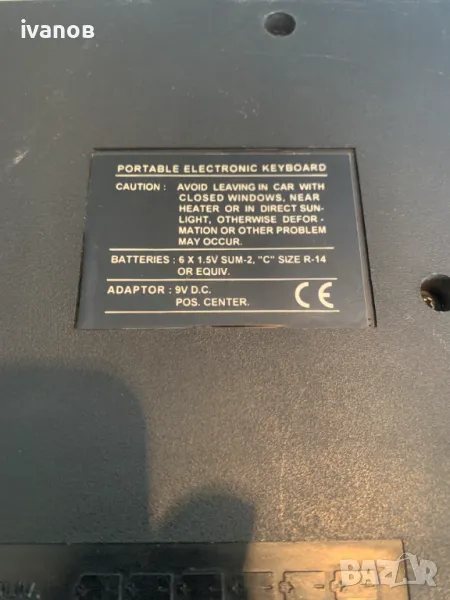 ivanoв
PORTABLE ELECTRONIC KEYBOARD
CAUTION : AVOID LEAVING IN CAR WITH
CLOSED WINDOWS, NEAR
HEATER OR IN DIRECT SUN-
LIGHT, OTHERWISE DEFOR-
MATION OR OTHER PROBLEM
MAY OCCUR.
BATTERIES : 6 X 1.5V SUM-2, "C" SIZE R-14
OR EQUIV.
ADAPTOR : 9V D.C.
POS. CENTER.
CE
BAZAR